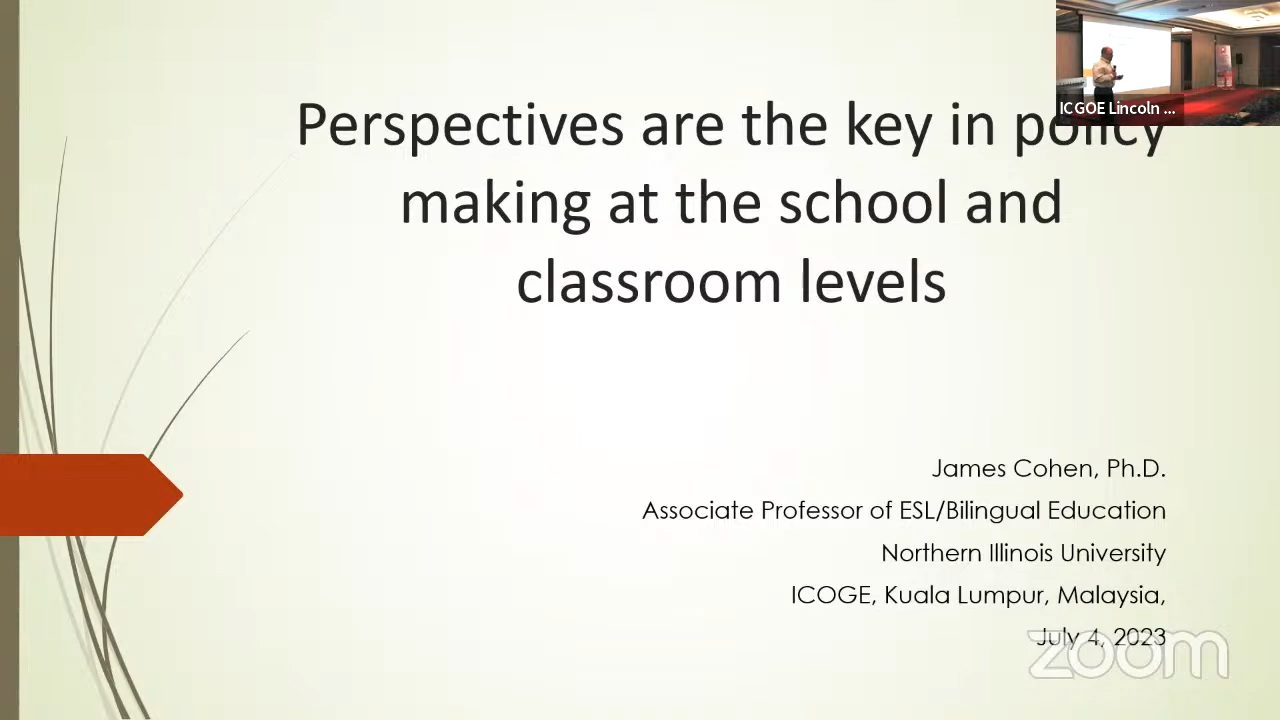 Perspectives are the key in policy
making at the school and
classroom levels
ICGOE Lincoln ...
James Cohen, Ph.D.
Associate Professor of ESL/Bilingual Education
Northern Illinois University
ICOGE, Kuala Lumpur, Malaysia,
July 4, 2023
zoom